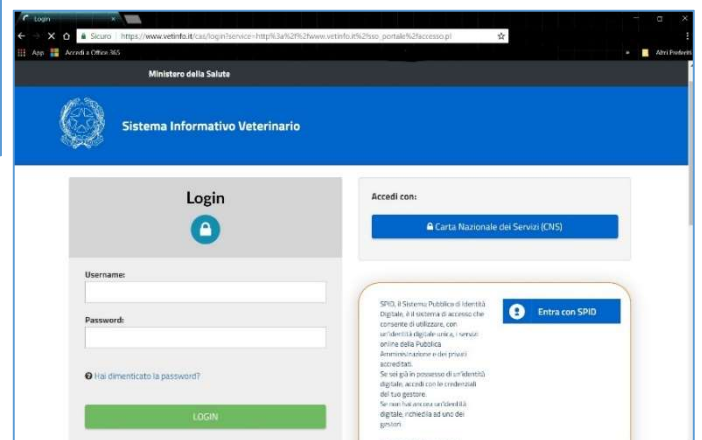 Login
Sicuro
https://www.vetinfo.it/cas/login?service=http%3a%2f%2fwww.vetinfo.it%2fsso_portale%2faccesso.pl
App
Accedi a Office 365
Altri Preferiti
Ministero della Salute
Sistema Informativo Veterinario
Login
Username:
Password:
Hai dimenticato la password?
LOGIN
Accedi con:
Carta Nazionale dei Servizi (CNS)
SPID, il Sistema Pubblico di Identità
Digitale, è il sistema di accesso che
consente di utilizzare, con
un'identità digitale unica, i servizi
online della Pubblica
Amministrazione e dei privati
accreditati.
Se sei già in possesso di un'identità
digitale, accedi con le credenziali
del tuo gestore.
Se non hai ancora un'identità
digitale, richiedila ad uno dei
gestori.
Entra con SPID